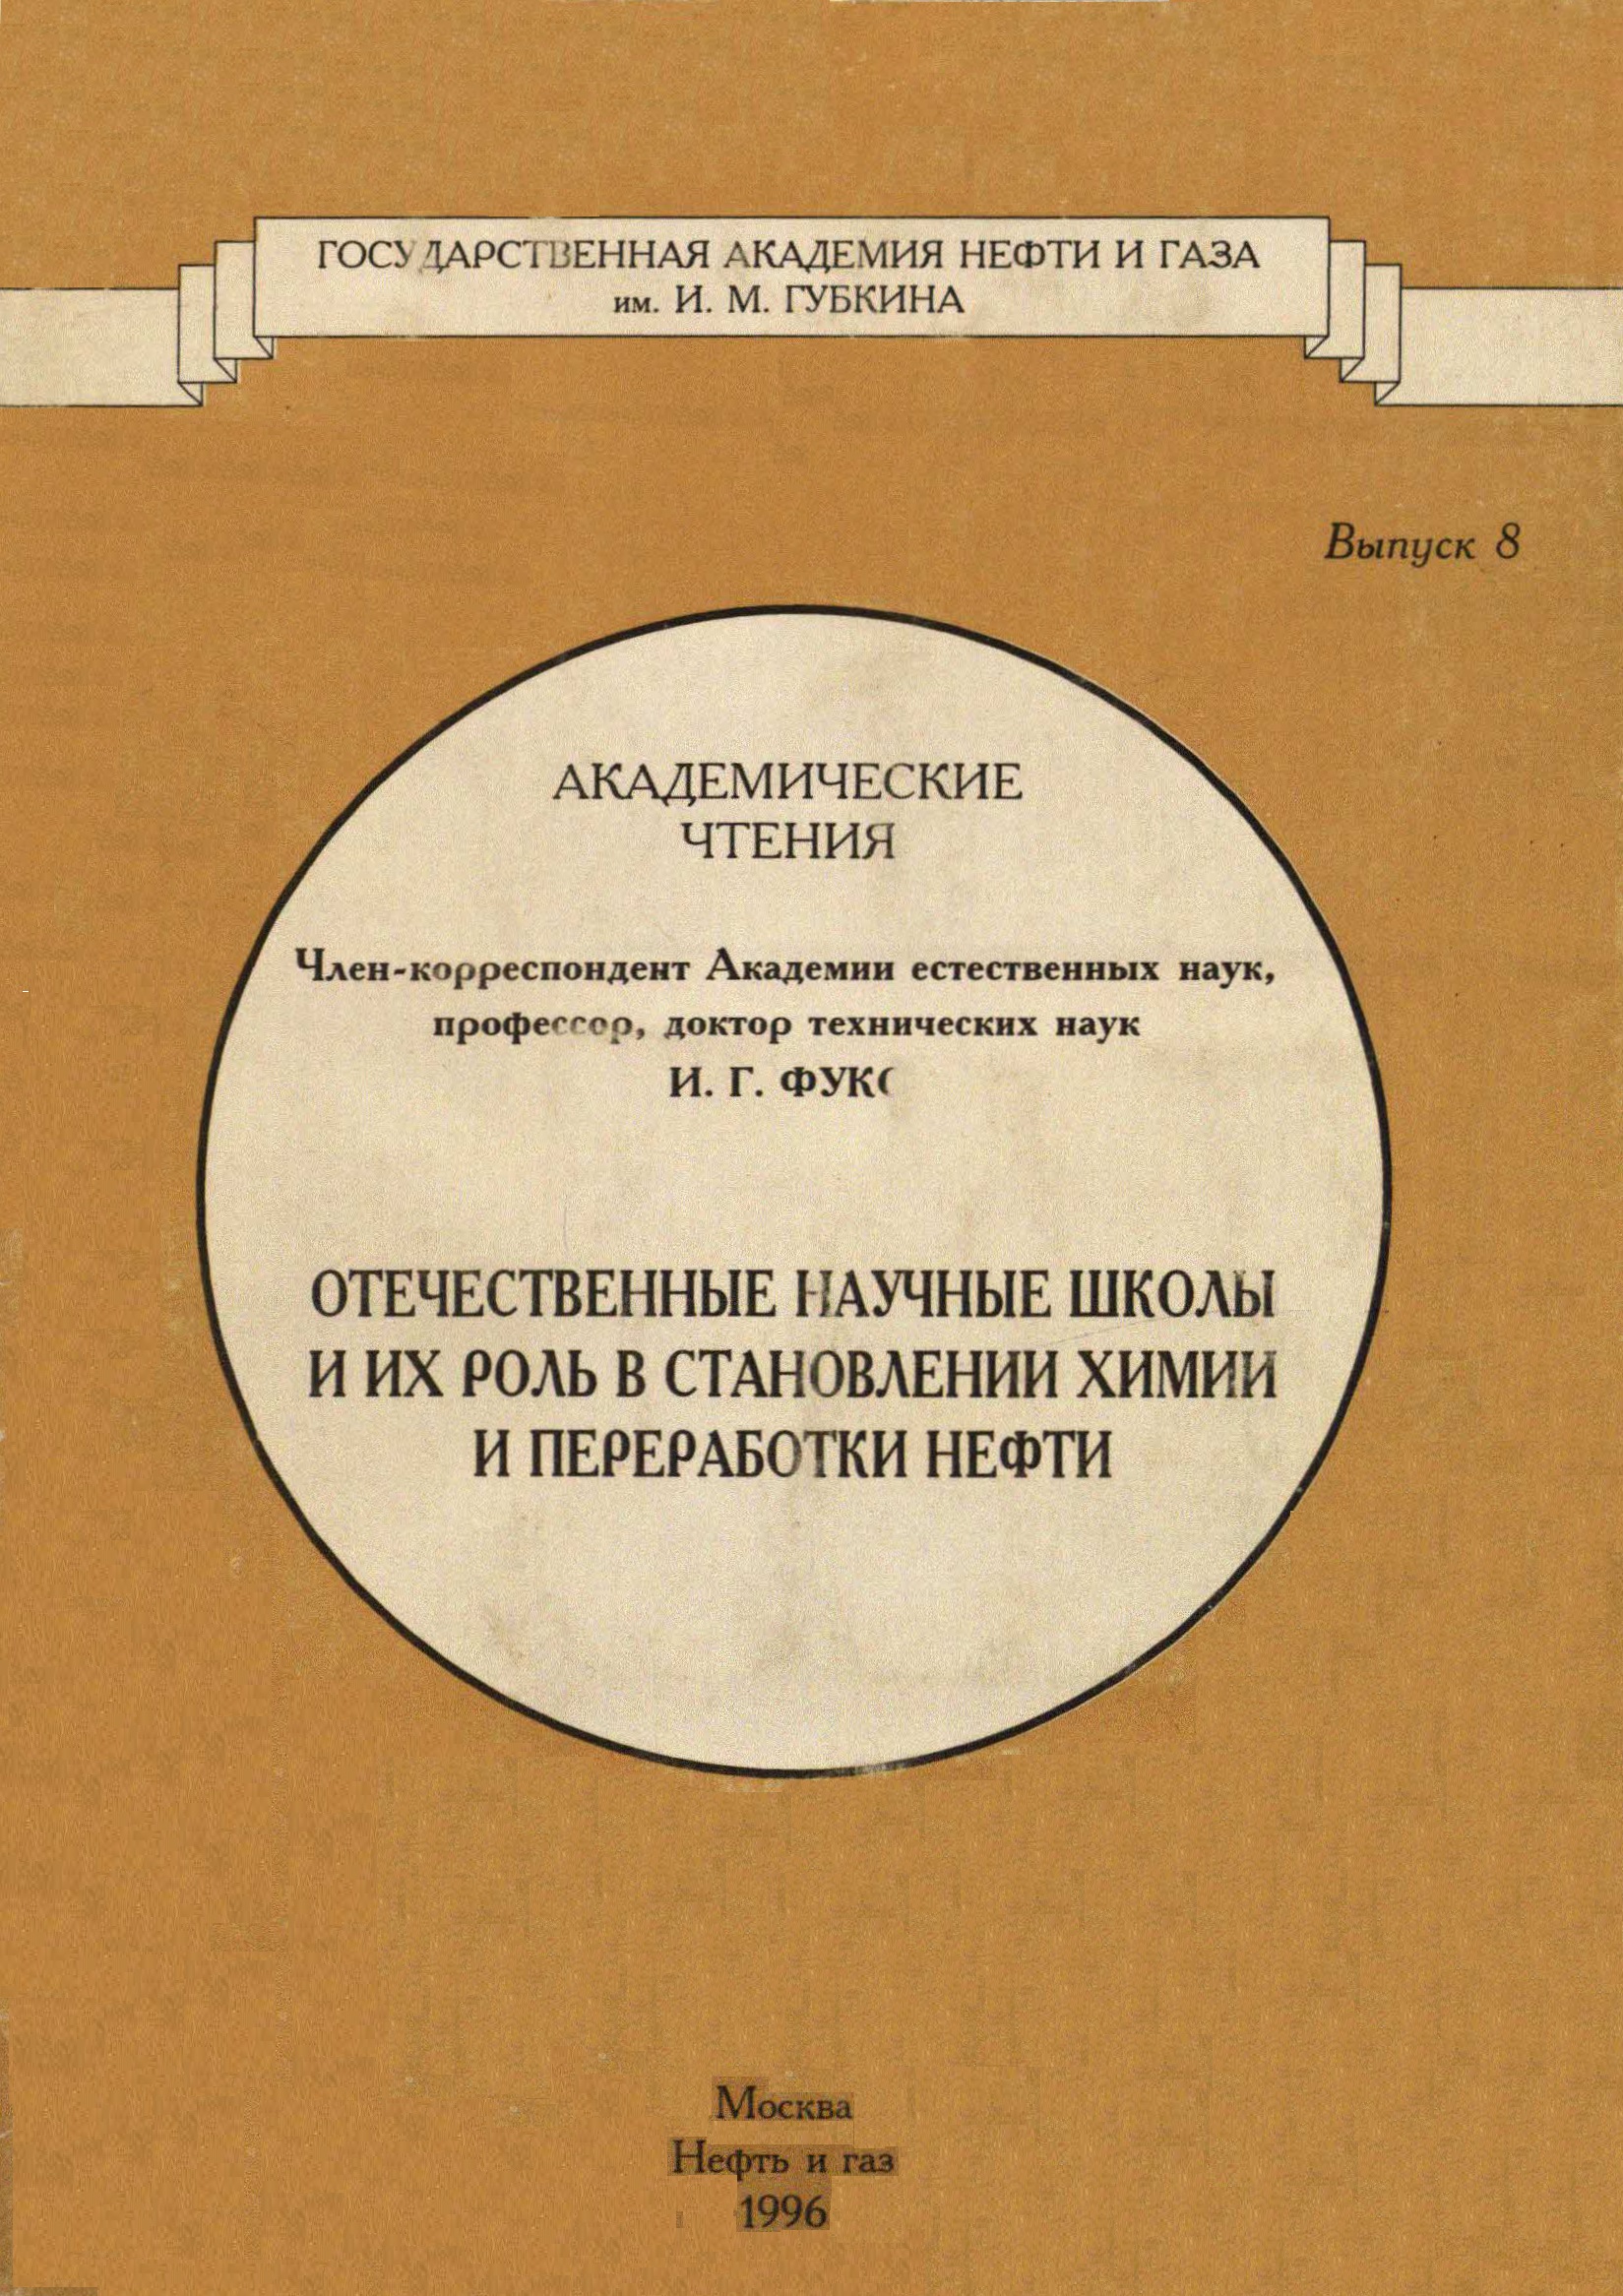 ГОСУДАРСТВЕННАЯ АКАДЕМИЯ НЕФТИ И ГАЗА
им. И. М. ГУБКИНА
Выпуск 8
АКАДЕМИЧЕСКИЕ
ЧТЕНИЯ
Член-корреспондент Академии естественных наук,
профессор, доктор технических наук
И. Г. ФУКС
ОТЕЧЕСТВЕННЫЕ НАУЧНЫЕ ШКОЛЫ
И ИХ РОЛЬ В СТАНОВЛЕНИИ ХИМИИ
И ПЕРЕРАБОТКИ НЕФТИ
Москва
Нефть и газ
1996